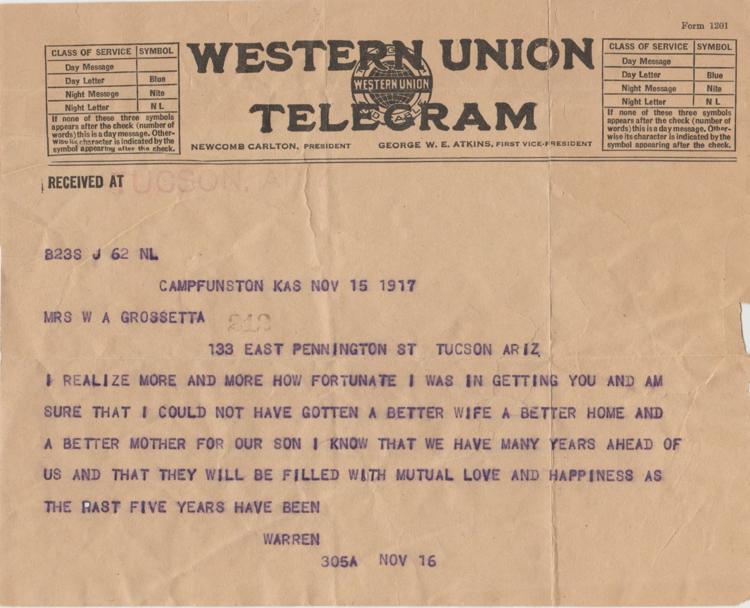 Form 1201
CLASS OF SERVICE SYMBOL
Day Message
Day Letter Blue
Night Message Nite
Night Letter N L
If none of these three symbols
appears after the check (number of
words) this is a day message. Other-
wise its character is indicated by the
symbol appearing after the check.
WESTERN UNION
WESTERN UNION
TELEGRAM
NEWCOMB CARLTON, PRESIDENT GEORGE W. E. ATKINS, FIRST VICE-PRESIDENT
CLASS OF SERVICE SYMBOL
Day Message
Day Letter Blue
Night Message Nite
Night Letter N L
If none of these three symbols
appears after the check (number of
words) this is a day message. Other-
wise its character is indicated by the
symbol appearing after the check.
RECEIVED AT TUCSON, ARIZ
B23S J 62 NL
CAMPFUNSTON KAS NOV 15 1917
MRS W A GROSSETTA
133 EAST PENNINGTON ST TUCSON ARIZ
I REALIZE MORE AND MORE HOW FORTUNATE I WAS IN GETTING YOU AND AM
SURE THAT I COULD NOT HAVE GOTTEN A BETTER WIFE A BETTER HOME AND
A BETTER MOTHER FOR OUR SON I KNOW THAT WE HAVE MANY YEARS AHEAD OF
US AND THAT THEY WILL BE FILLED WITH MUTUAL LOVE AND HAPPINESS AS
THE PAST FIVE YEARS HAVE BEEN
WARREN
305A NOV 16